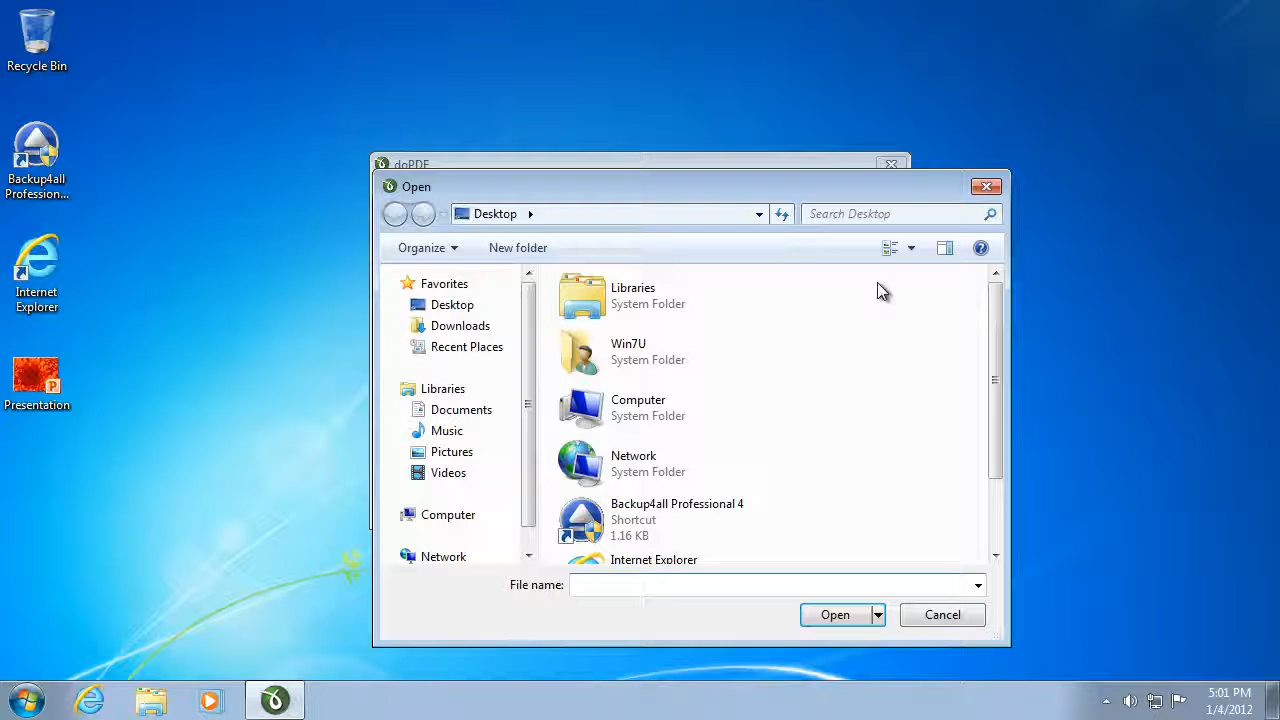 Recycle Bin
Backup4all
Profession...
Internet
Explorer
Presentation
doPDF
Open
Desktop
Search Desktop
Organize
New folder
Favorites
Desktop
Downloads
Recent Places
Libraries
Documents
Music
Pictures
Videos
Computer
Network
Libraries
System Folder
Win7U
System Folder
Computer
System Folder
Network
System Folder
Backup4all Professional 4
Shortcut
1.16 KB
Internet Explorer
File name:
Open
Cancel
5:01 PM
1/4/2012